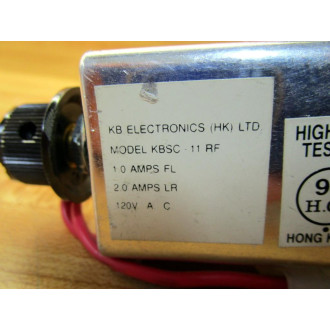 KB ELECTRONICS (HK) LTD.
MODEL KBSC - 11 RF
1.0 AMPS FL
2.0 AMPS LR
120V A C
HIGH
TES
9
H.
HONG